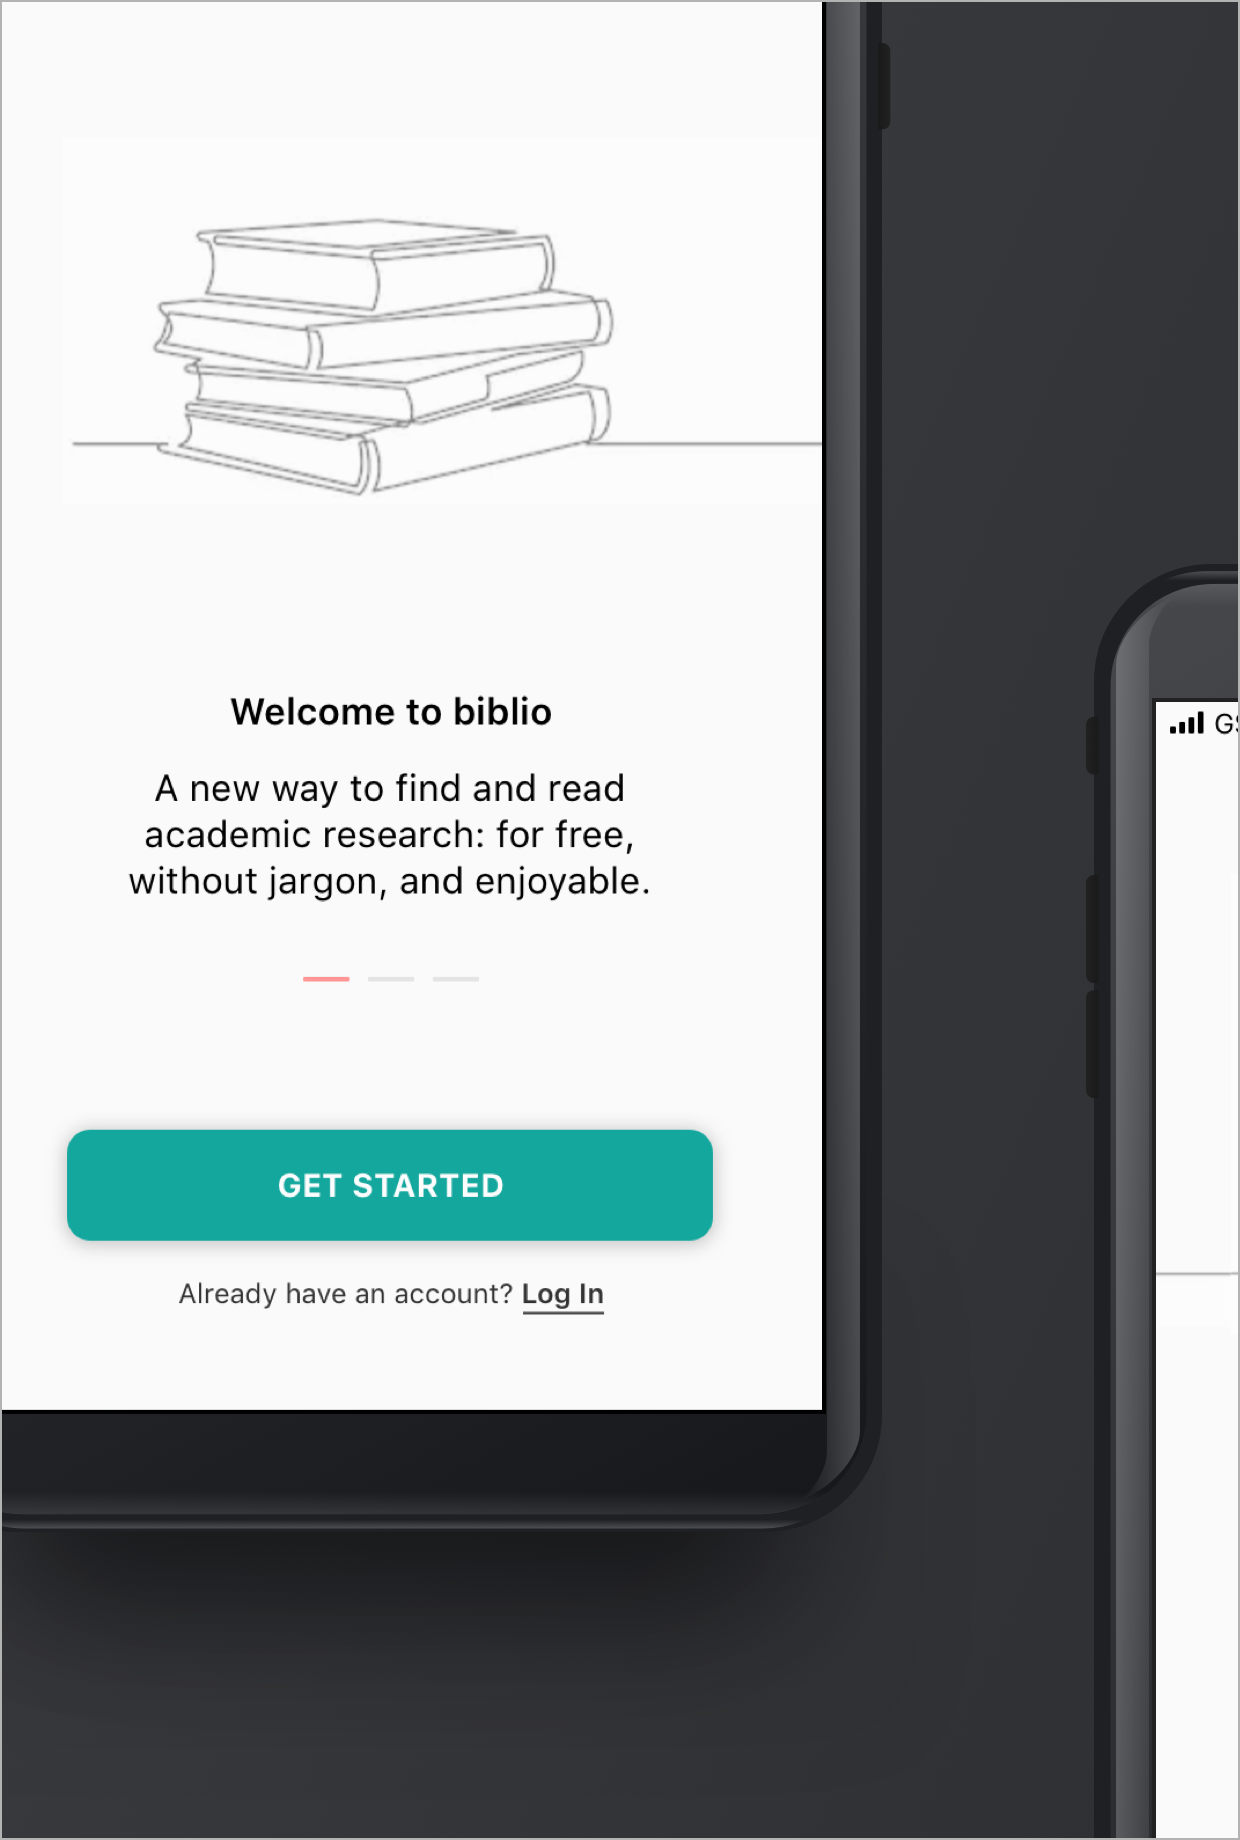 Welcome to biblio
A new way to find and read
academic research: for free,
without jargon, and enjoyable.
GET STARTED
Already have an account? Log In